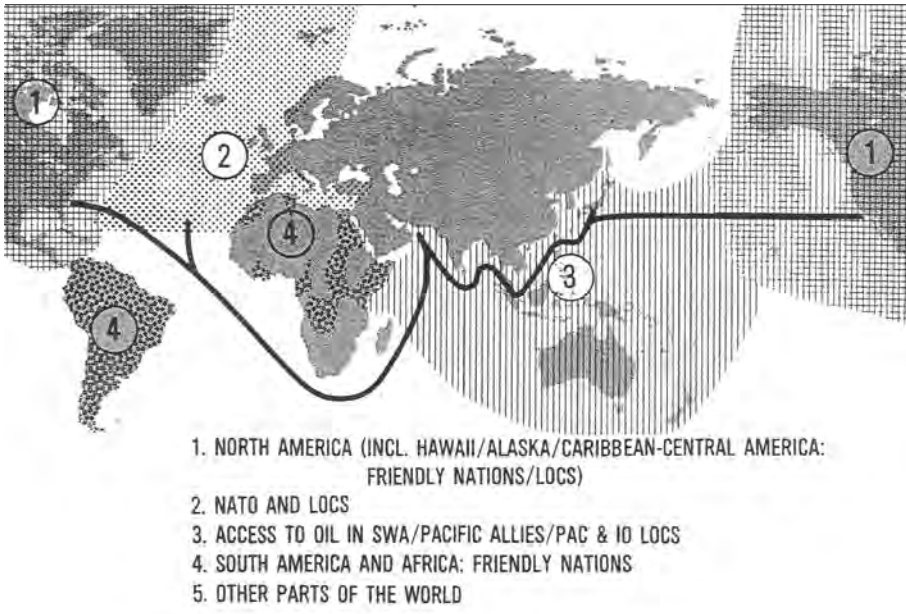 1
2
1
4
3
4
1. NORTH AMERICA (INCL. HAWAII/ALASKA/CARIBBEAN-CENTRAL AMERICA:
FRIENDLY NATIONS/LOCS)
2. NATO AND LOCS
3. ACCESS TO OIL IN SWA/PACIFIC ALLIES/PAC & IO LOCS
4. SOUTH AMERICA AND AFRICA: FRIENDLY NATIONS
5. OTHER PARTS OF THE WORLD